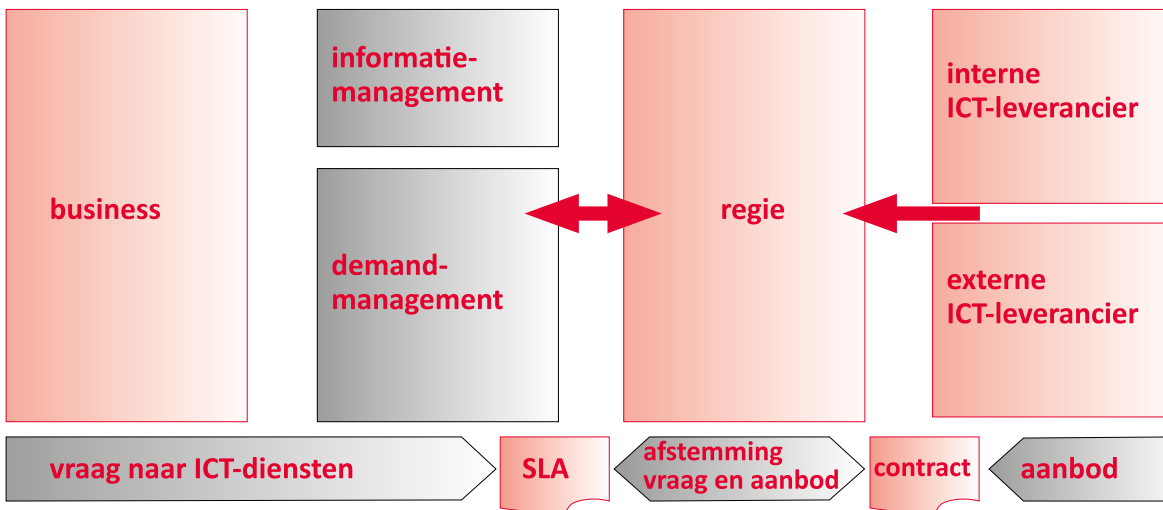 business
informatie-
management
demand-
management
regie
interne
ICT-leverancier
externe
ICT-leverancier
vraag naar ICT-diensten
SLA
afstemming
vraag en aanbod
contract
aanbod